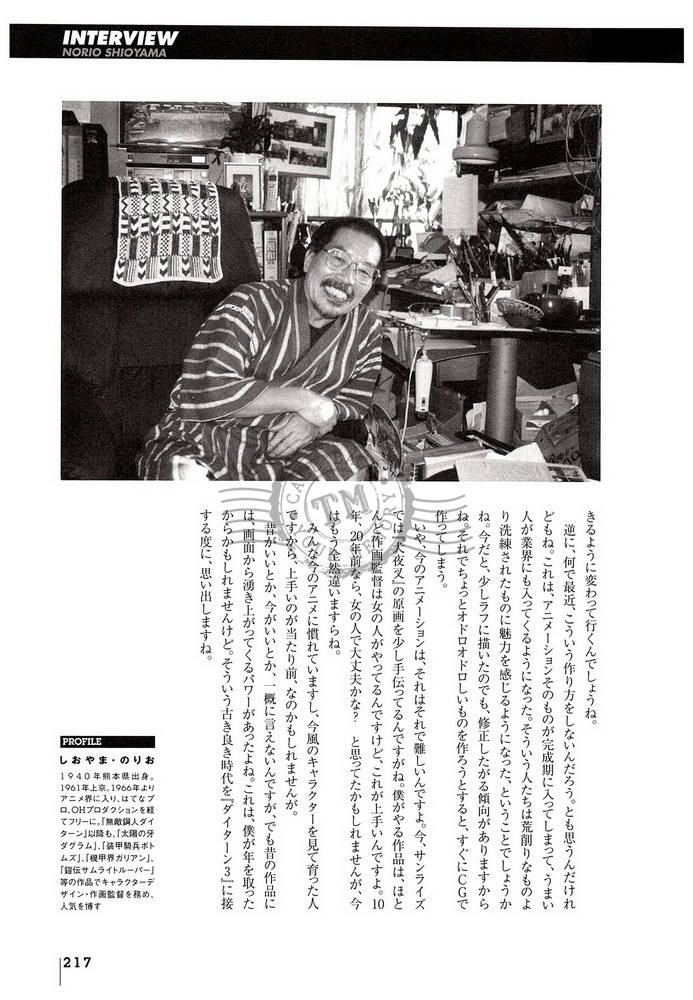 INTERVIEW
NORIO SHIOYAMA
きるように変わって行くんでしょうね。
逆に、何で最近、こういう作り方をしないんだろう。とも思うんだけれ
どもね。これは、アニメーションそのものが完成期に入ってしまって、うまい
人が業界にも入ってくるようになった。そういう人たちは荒削りなものよ
り洗練されたものに魅力を感じるようになった、ということでしょうか
ね。今だと、少しラフに描いたのでも、修正したがる傾向がありますから
ね。それでちょっとオドロオドロしいものを作ろうとすると、すぐにCGで
作ってしまう。
いや、今のアニメーションは、それはそれで難しいんですよ。今、サンライズ
では『犬夜叉』の原画を少し手伝ってるんですがね。僕がやる作品は、ほと
んど作画監督は女の人がやってるんですけど、これが上手いんですよ。10
年、20年前なら、女の人で大丈夫かな? と思ってたかもしれませんが、今
はもう全然違いますらね。
みんな今のアニメに慣れていますし、今風のキャラクターを見て育った人
ですから、上手いのが当たり前、なのかもしれませんが。
昔がいいとか、今がいいとか、一概に言えないんですが、でも昔の作品に
は、画面から湧き上がってくるパワーがあったよね。これは、僕が年を取った
からかもしれませんけど。そういう古き良き時代を『ダイターン3』に接
する度に、思い出しますね。
PROFILE
しおやま・のりお
1940年熊本県出身。
1961年上京。1966年より
アニメ界に入り、はてなプ
ロ、OHプロダクションを経
てフリーに。『無敵鋼人ダイ
ターン』以降も、『太陽の牙
ダグラム』、『装甲騎兵ボト
ムズ』、『機甲界ガリアン』、
『鎧伝サムライトルーパー』
等の作品でキャラクターデ
ザイン・作画監督を務め、
人気を博す
217
TM